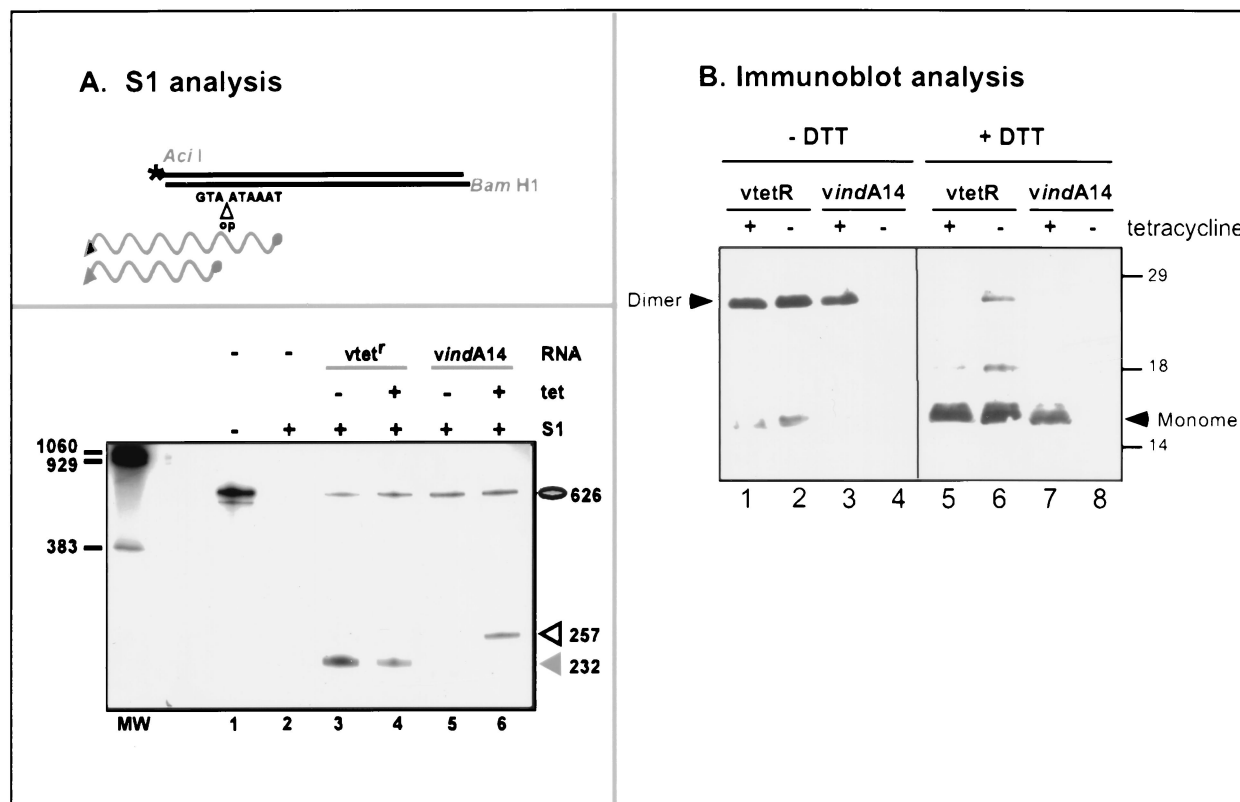 A. S1 analysis
Aci I
*
Bam H1
GTA ATAAAT
op
- - vtetr vindA14 RNA
- + - + tet
- + + + + + S1
1060
929
383
626
257
232
MW 1 2 3 4 5 6
B. Immunoblot analysis
- DTT + DTT
vtetR vindA14 vtetR vindA14
+ - + - + - + - tetracycline
Dimer
29
18
Monome
14
1 2 3 4 5 6 7 8